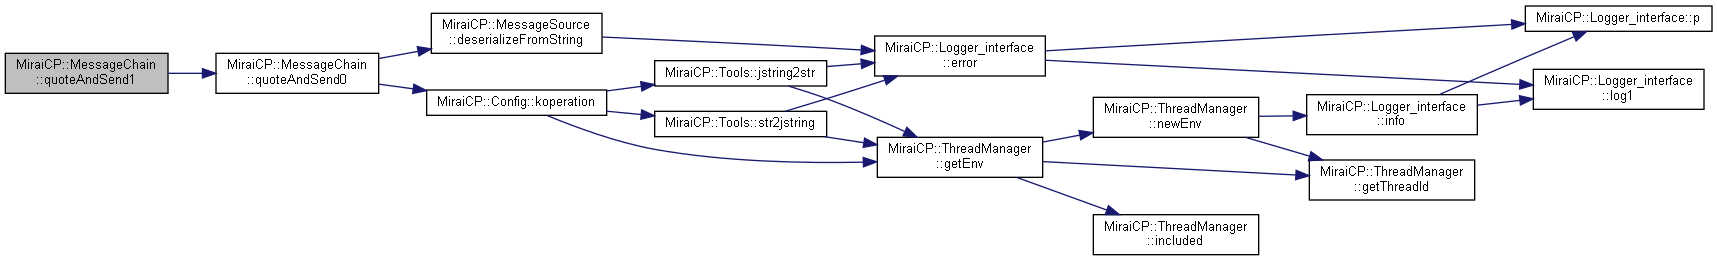 MiraiCP::MessageChain
::quoteAndSend1
MiraiCP::MessageChain
::quoteAndSend0
MiraiCP::MessageSource
::deserializeFromString
MiraiCP::Config::koperation
MiraiCP::Tools::jstring2str
MiraiCP::Tools::str2jstring
MiraiCP::Logger_interface
::error
MiraiCP::ThreadManager
::getEnv
MiraiCP::ThreadManager
::newEnv
MiraiCP::ThreadManager
::included
MiraiCP::Logger_interface
::info
MiraiCP::ThreadManager
::getThreadId
MiraiCP::Logger_interface::p
MiraiCP::Logger_interface
::log1